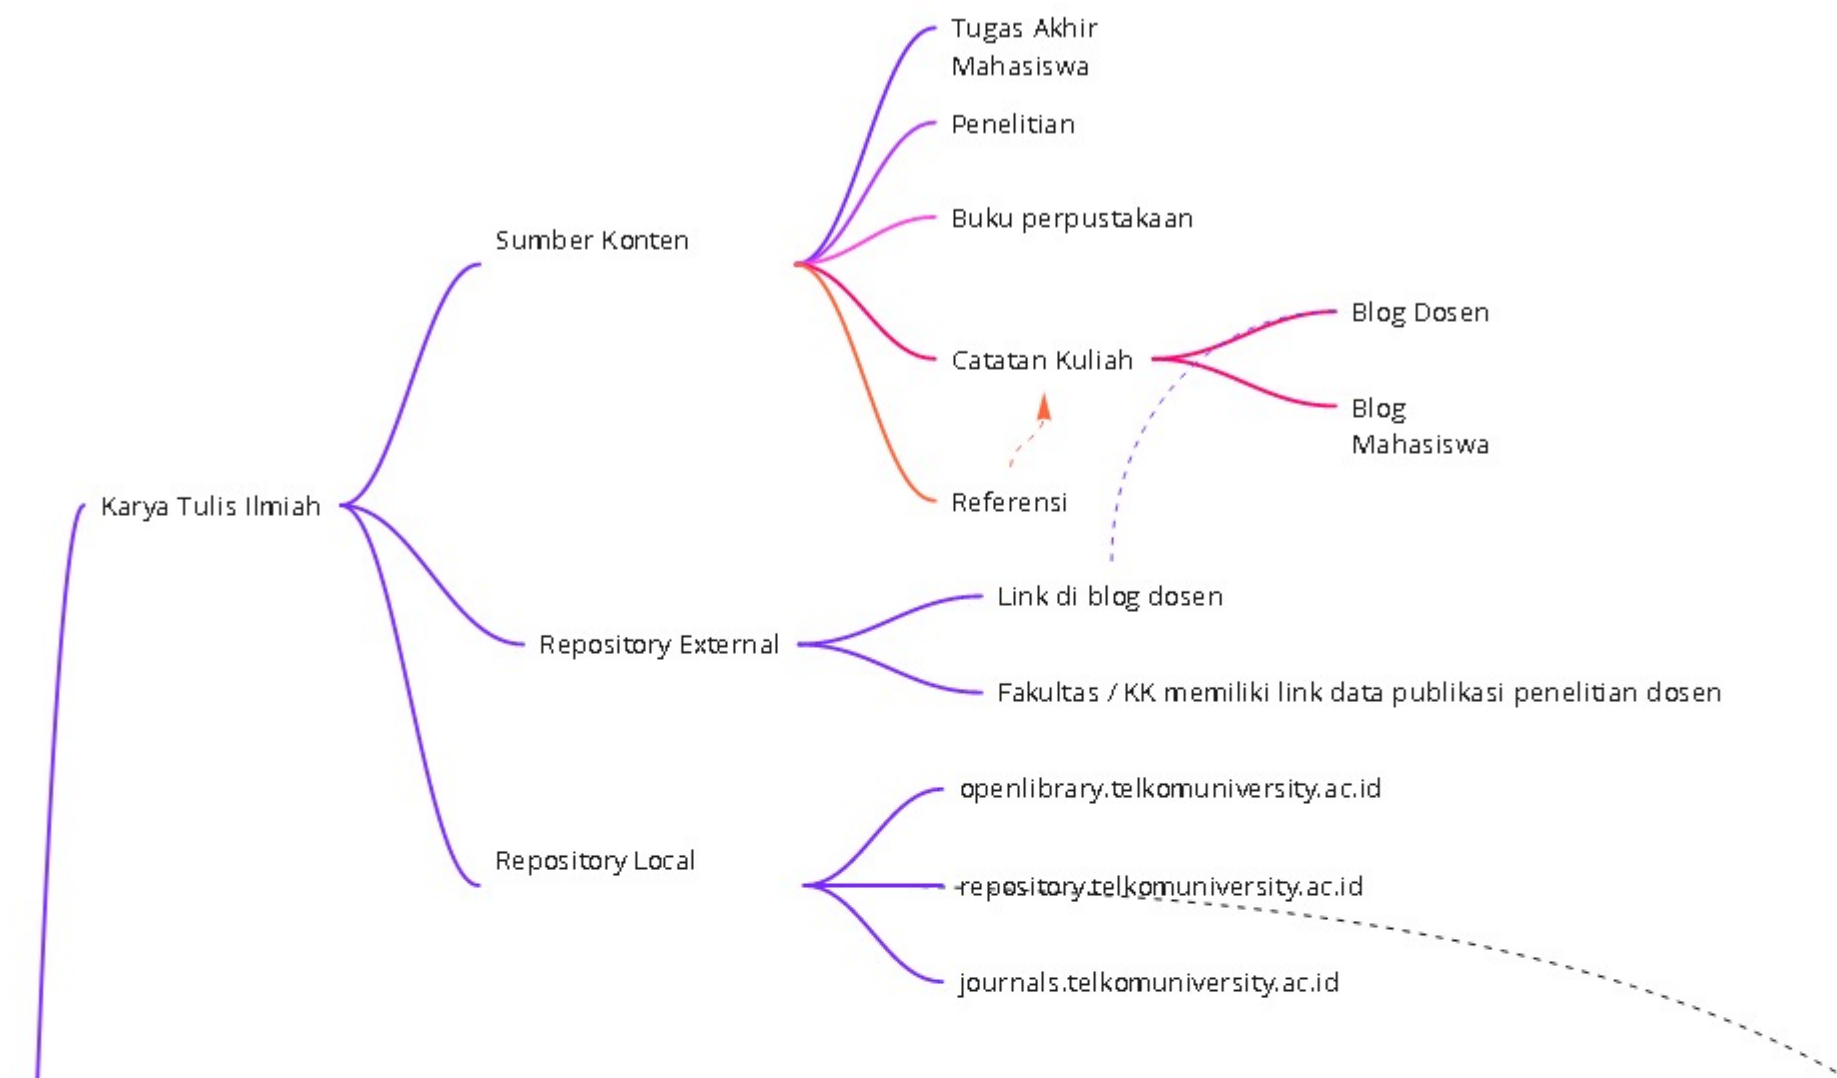 Tugas Akhir
Mahasiswa
Penelitian
Buku perpustakaan
Sumber Konten
Blog Dosen
Catatan Kuliah
Blog
Mahasiswa
Referensi
Karya Tulis Ilmiah
Link di blog dosen
Repository External
Fakultas / KK memiliki link data publikasi penelitian dosen
openlibrary.telkomuniversity.ac.id
Repository Local
repository.telkomuniversity.ac.id
journals.telkomuniversity.ac.id